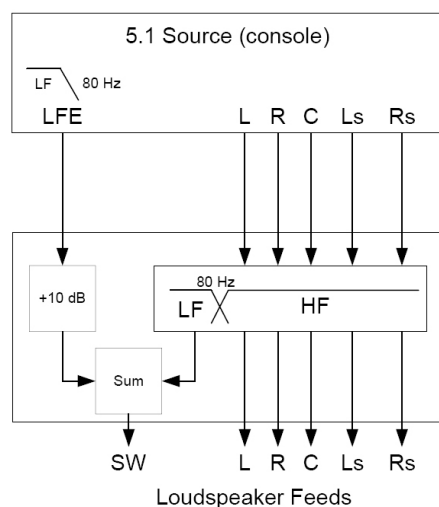 5.1 Source (console)
LF 80 Hz
LFE L R C Ls Rs
80 Hz
+10 dB LF HF
Sum
SW L R C Ls Rs
Loudspeaker Feeds